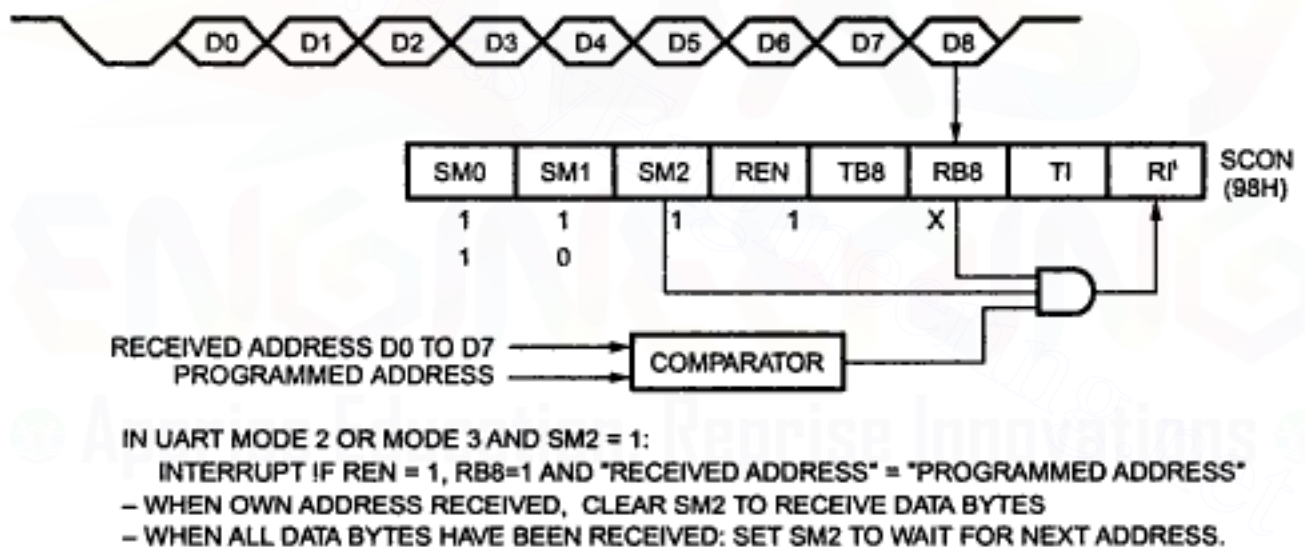 D0 D1 D2 D3 D4 D5 D6 D7 D8
SM0 SM1 SM2 REN TB8 RB8 TI RI
SCON
(98H)
1 1 1 1 X
1 0
RECEIVED ADDRESS D0 TO D7
PROGRAMMED ADDRESS
COMPARATOR
IN UART MODE 2 OR MODE 3 AND SM2 = 1:
INTERRUPT IF REN = 1, RB8=1 AND "RECEIVED ADDRESS" = "PROGRAMMED ADDRESS"
– WHEN OWN ADDRESS RECEIVED, CLEAR SM2 TO RECEIVE DATA BYTES
– WHEN ALL DATA BYTES HAVE BEEN RECEIVED: SET SM2 TO WAIT FOR NEXT ADDRESS.